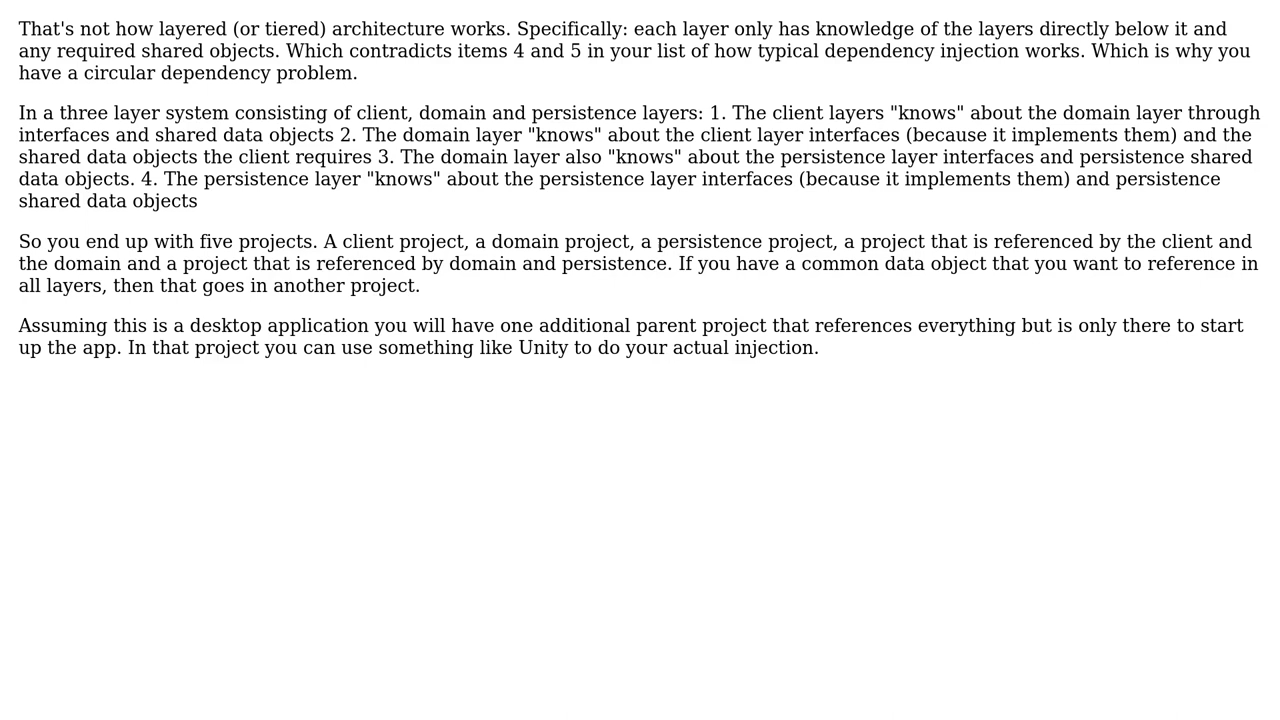 That's not how layered (or tiered) architecture works. Specifically: each layer only has knowledge of the layers directly below it and
any required shared objects. Which contradicts items 4 and 5 in your list of how typical dependency injection works. Which is why you
have a circular dependency problem.
In a three layer system consisting of client, domain and persistence layers: 1. The client layers "knows" about the domain layer through
interfaces and shared data objects 2. The domain layer "knows" about the client layer interfaces (because it implements them) and the
shared data objects the client requires 3. The domain layer also "knows" about the persistence layer interfaces and persistence shared
data objects. 4. The persistence layer "knows" about the persistence layer interfaces (because it implements them) and persistence
shared data objects
So you end up with five projects. A client project, a domain project, a persistence project, a project that is referenced by the client and
the domain and a project that is referenced by domain and persistence. If you have a common data object that you want to reference in
all layers, then that goes in another project.
Assuming this is a desktop application you will have one additional parent project that references everything but is only there to start
up the app. In that project you can use something like Unity to do your actual injection.